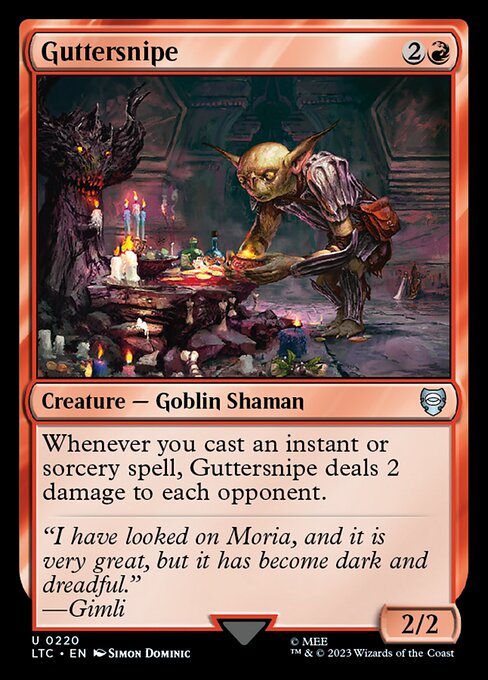 Guttersnipe 2
Creature — Goblin Shaman
Whenever you cast an instant or
sorcery spell, Guttersnipe deals 2
damage to each opponent.
“I have looked on Moria, and it is
very great, but it has become dark and
dreadful.”
—Gimli
2/2
U 0220
LTC • EN Simon Dominic
© MEE
™ & © 2023 Wizards of the Coast